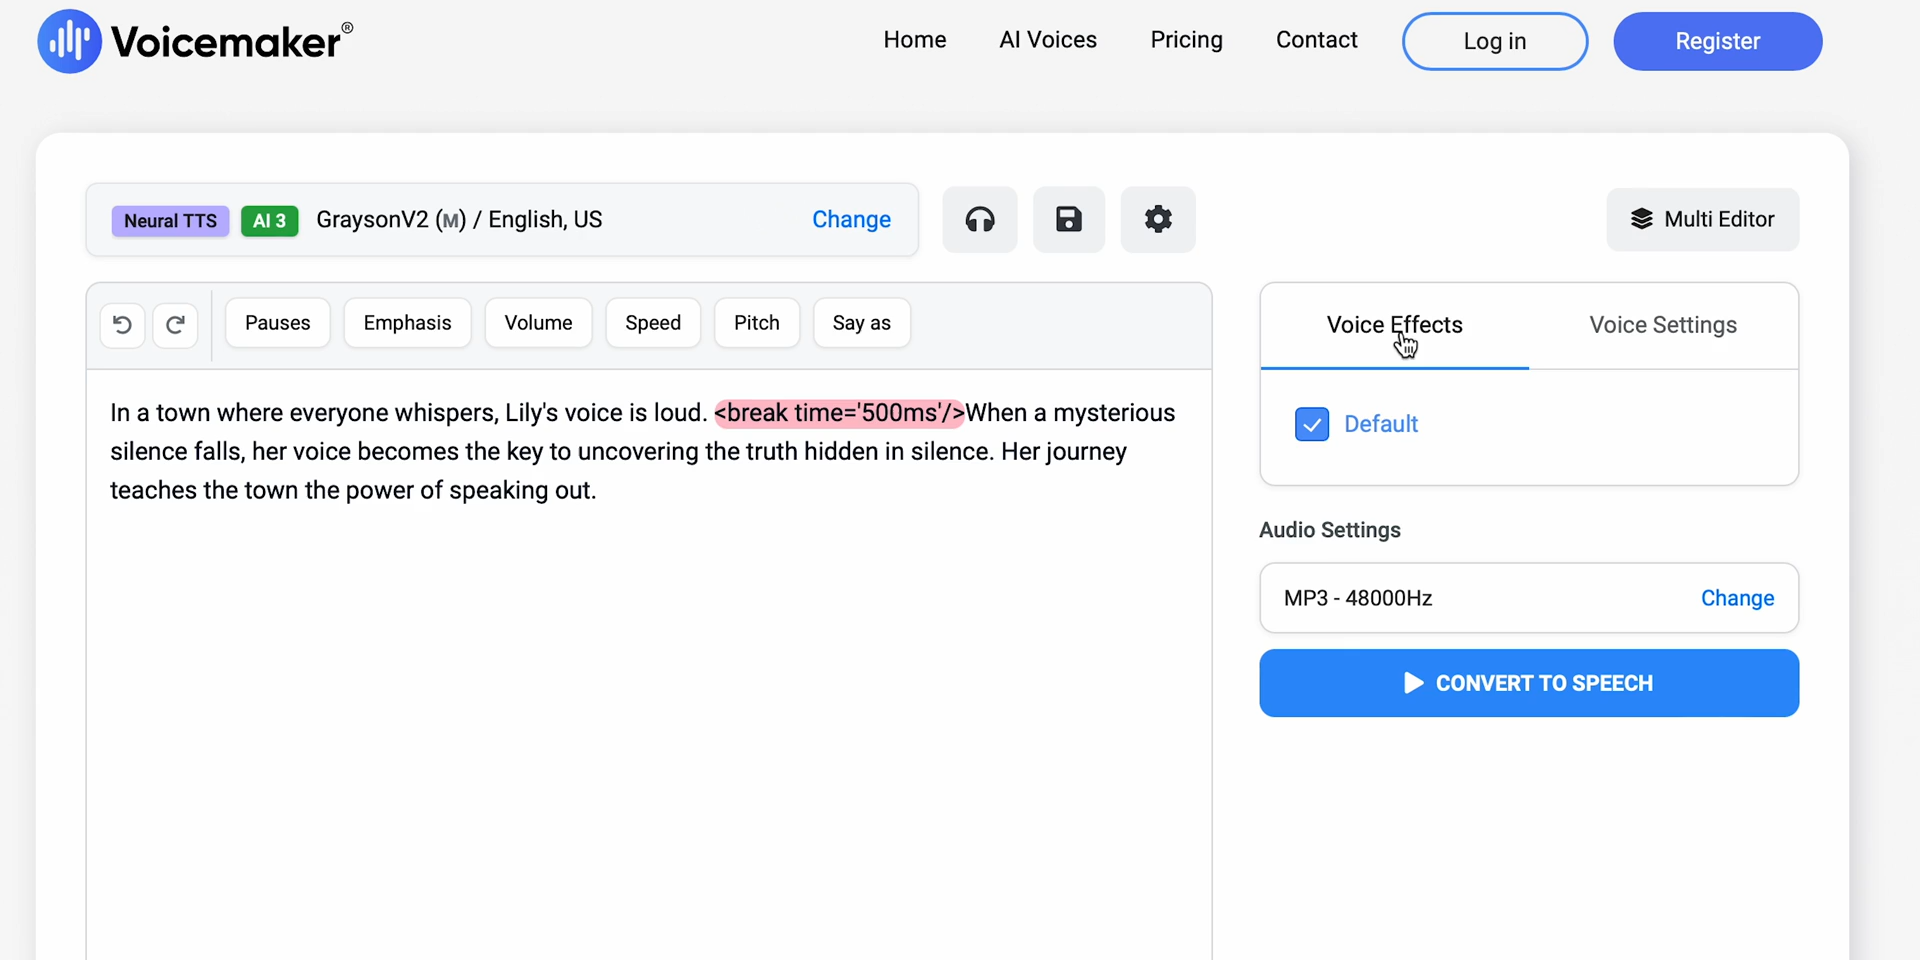 Voicemaker®
Home
AI Voices
Pricing
Contact
Log in
Register
Neural TTS
AI 3
GraysonV2 (M) / English, US
Change
Multi Editor
Pauses
Emphasis
Volume
Speed
Pitch
Say as
In a town where everyone whispers, Lily's voice is loud. <break time='500ms'/>When a mysterious
silence falls, her voice becomes the key to uncovering the truth hidden in silence. Her journey
teaches the town the power of speaking out.
Voice Effects
Voice Settings
Default
Audio Settings
MP3 - 48000Hz
Change
CONVERT TO SPEECH